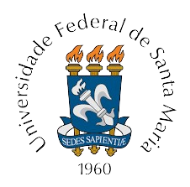 Universidade Federal de Santa Maria
SEDES SAPIENTIÆ
1960